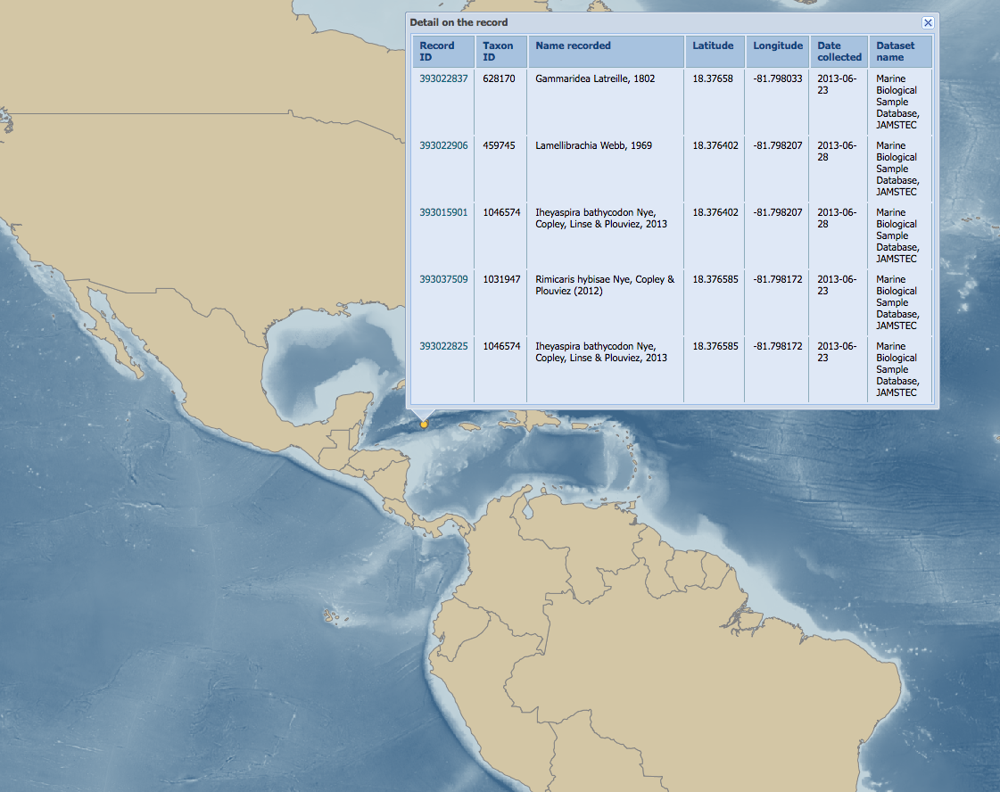 Detail on the record
Record ID Taxon ID Name recorded Latitude Longitude Date collected Dataset name
393022837 628170 Gammaridea Latreille, 1802 18.37658 -81.798033 2013-06-
23
Marine
Biological
Sample
Database,
JAMSTEC
393022906 459745 Lamellibrachia Webb, 1969 18.376402 -81.798207 2013-06-
28
Marine
Biological
Sample
Database,
JAMSTEC
393015901 1046574 Iheyaspira bathycodon Nye,
Copley, Linse & Plouviez, 2013
18.376402 -81.798207 2013-06-
28
Marine
Biological
Sample
Database,
JAMSTEC
393037509 1031947 Rimicaris hybisae Nye, Copley &
Plouviez (2012)
18.376585 -81.798172 2013-06-
23
Marine
Biological
Sample
Database,
JAMSTEC
393022825 1046574 Iheyaspira bathycodon Nye,
Copley, Linse & Plouviez, 2013
18.376585 -81.798172 2013-06-
23
Marine
Biological
Sample
Database,
JAMSTEC